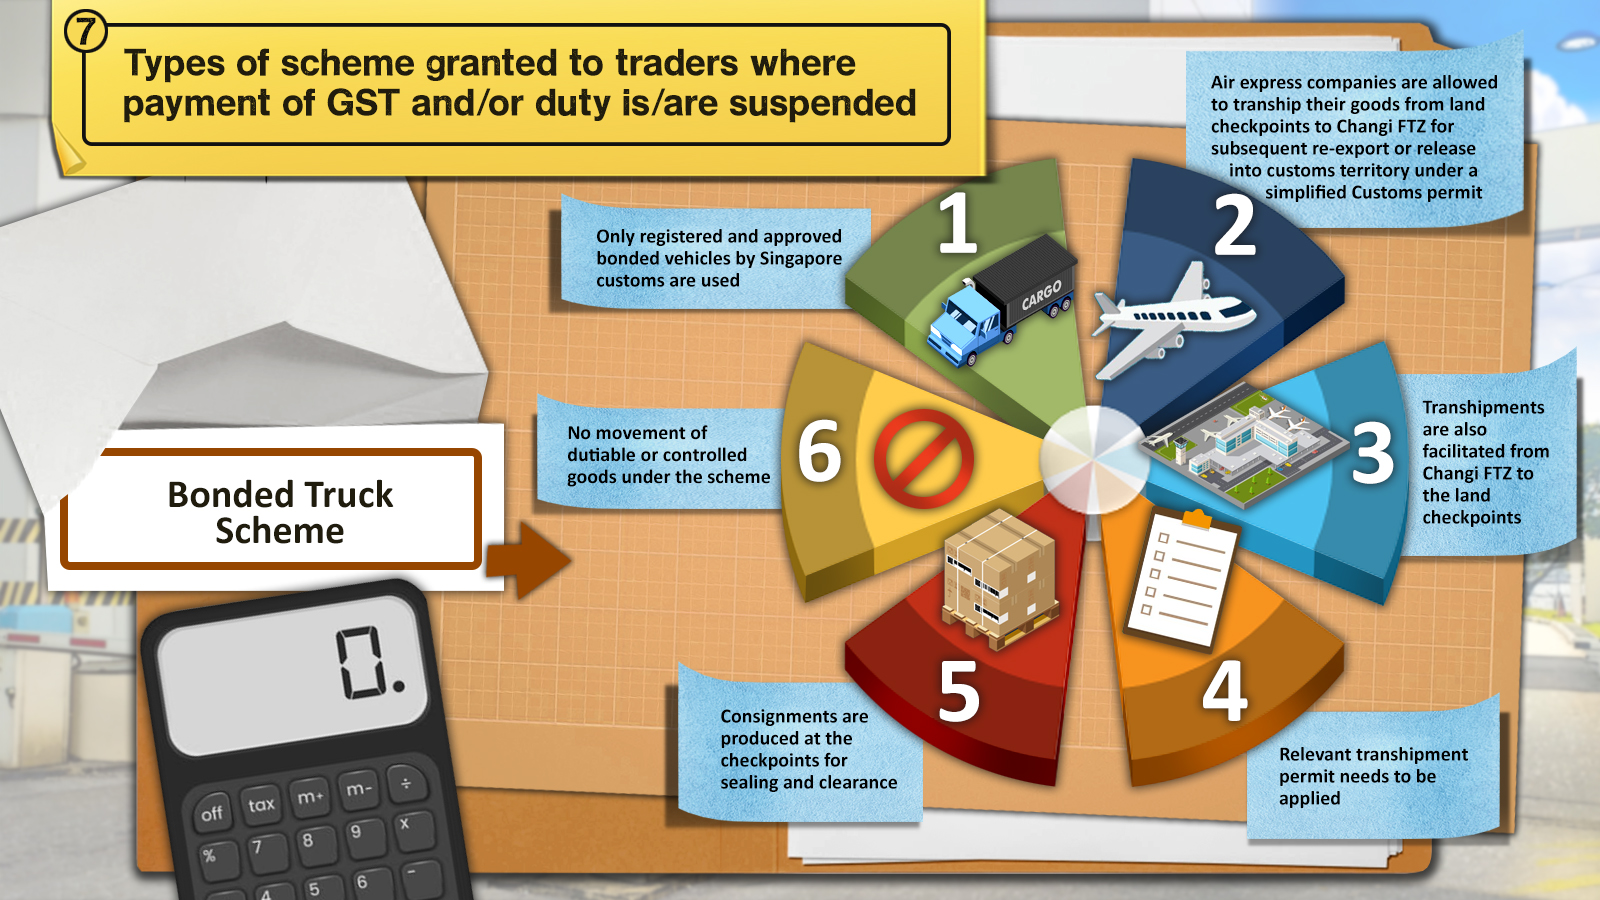 7
Types of scheme granted to traders where
payment of GST and/or duty is/are suspended
Bonded Truck
Scheme
1
Only registered and approved
bonded vehicles by Singapore
customs are used
CARGO
2
Air express companies are allowed
to tranship their goods from land
checkpoints to Changi FTZ for
subsequent re-export or release
into customs territory under a
simplified Customs permit
3
Transhipments
are also
facilitated from
Changi FTZ to
the land
checkpoints
4
Relevant transhipment
permit needs to be
applied
5
Consignments are
produced at the
checkpoints for
sealing and clearance
6
No movement of
dutiable or controlled
goods under the scheme
0.
off tax m+ m- ÷
% 7 8 9 x
4 5 6 -